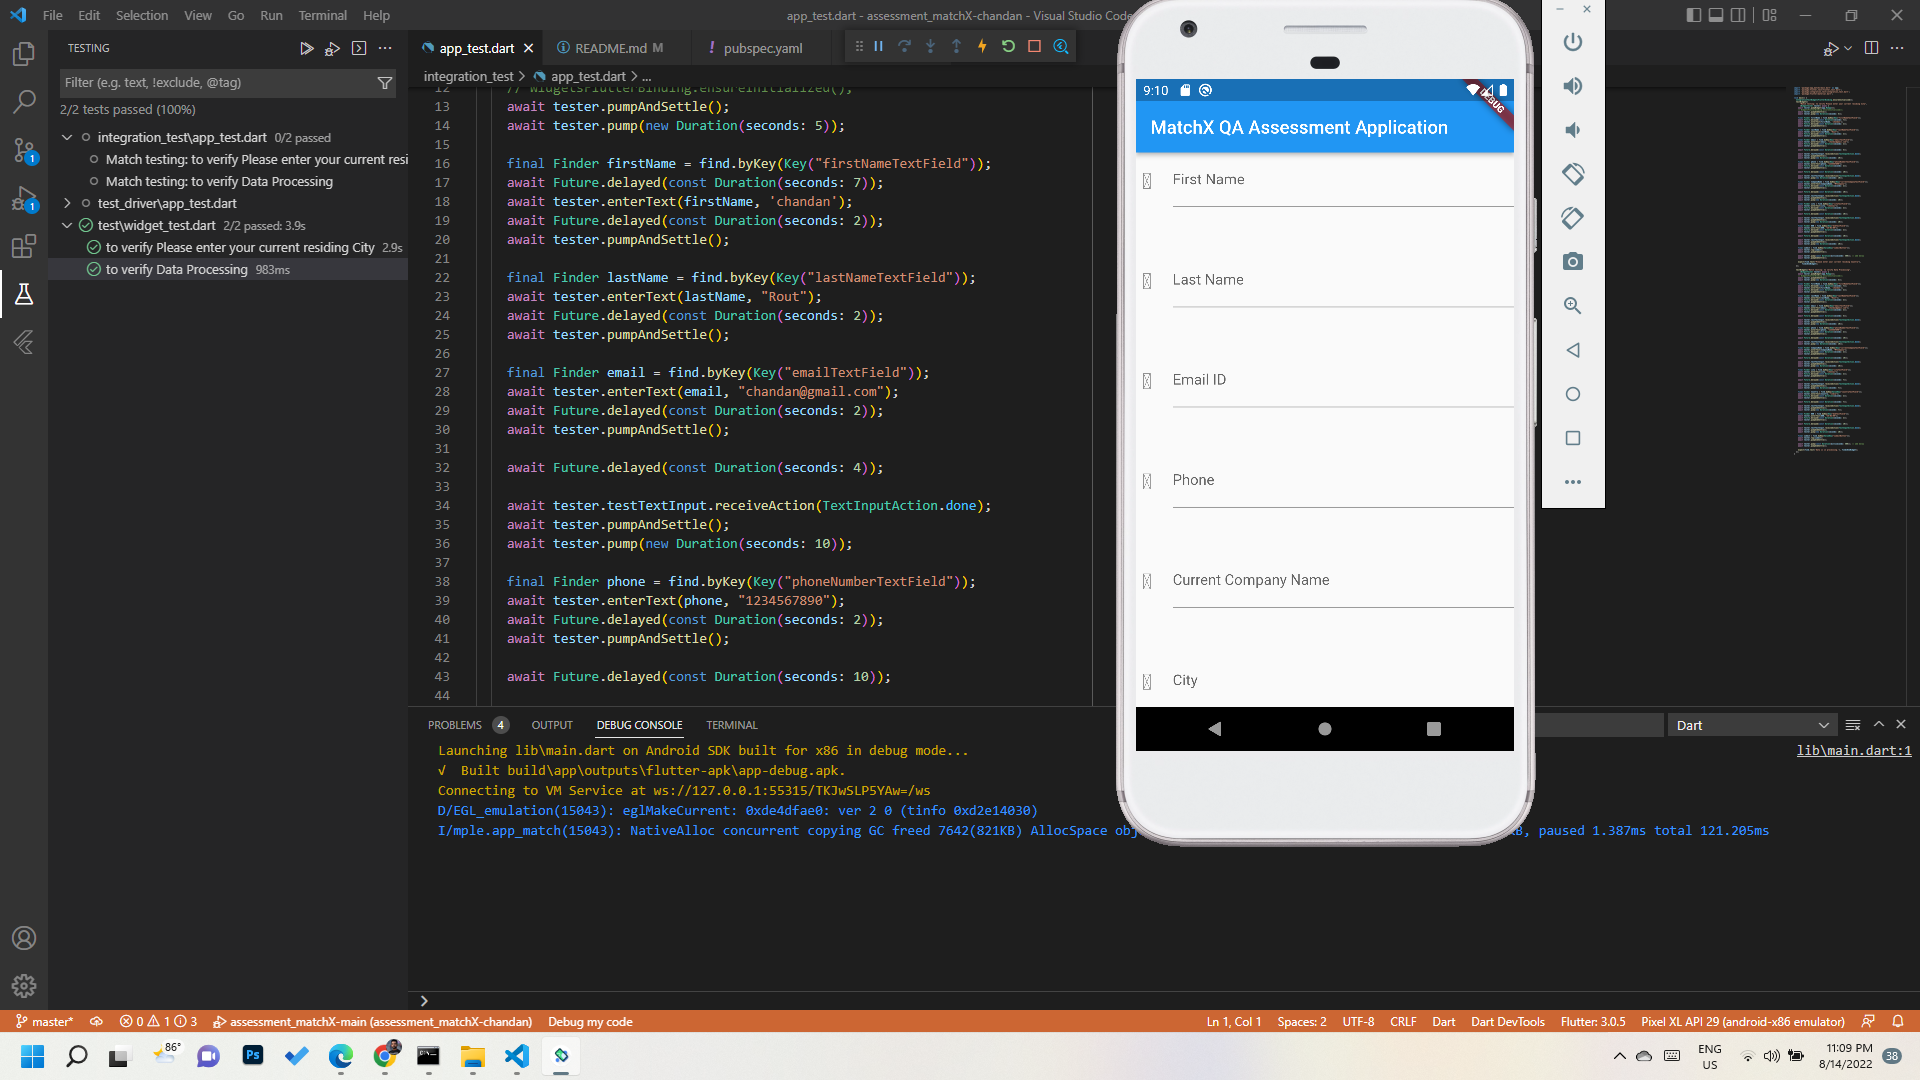 File Edit Selection View Go Run Terminal Help
app_test.dart - assessment_matchX-chandan - Visual Studio Code
TESTING
app_test.dart
README.md M
! pubspec.yaml
Filter (e.g. text, !exclude, @tag)
2/2 tests passed (100%)
integration_test\app_test.dart 0/2 passed
Match testing: to verify Please enter your current resi
Match testing: to verify Data Processing
test_driver\app_test.dart
test\widget_test.dart 2/2 passed: 3.9s
to verify Please enter your current residing City 2.9s
to verify Data Processing 983ms
integration_test > app_test.dart > ...
12 // WidgetsFlutterBinding.ensureInitialized();
13 await tester.pumpAndSettle();
14 await tester.pump(new Duration(seconds: 5));
15
16 final Finder firstName = find.byKey(Key("firstNameTextField"));
17 await Future.delayed(const Duration(seconds: 7));
18 await tester.enterText(firstName, 'chandan');
19 await Future.delayed(const Duration(seconds: 2));
20 await tester.pumpAndSettle();
21
22 final Finder lastName = find.byKey(Key("lastNameTextField"));
23 await tester.enterText(lastName, "Rout");
24 await Future.delayed(const Duration(seconds: 2));
25 await tester.pumpAndSettle();
26
27 final Finder email = find.byKey(Key("emailTextField"));
28 await tester.enterText(email, "chandan@gmail.com");
29 await Future.delayed(const Duration(seconds: 2));
30 await tester.pumpAndSettle();
31
32 await Future.delayed(const Duration(seconds: 4));
33
34 await tester.testTextInput.receiveAction(TextInputAction.done);
35 await tester.pumpAndSettle();
36 await tester.pump(new Duration(seconds: 10));
37
38 final Finder phone = find.byKey(Key("phoneNumberTextField"));
39 await tester.enterText(phone, "1234567890");
40 await Future.delayed(const Duration(seconds: 2));
41 await tester.pumpAndSettle();
42
43 await Future.delayed(const Duration(seconds: 10));
44
9:10
DEBUG
MatchX QA Assessment Application
First Name
Last Name
Email ID
Phone
Current Company Name
City
PROBLEMS 4 OUTPUT DEBUG CONSOLE TERMINAL
Dart
Launching lib\main.dart on Android SDK built for x86 in debug mode...
lib\main.dart:1
√ Built build\app\outputs\flutter-apk\app-debug.apk.
Connecting to VM Service at ws://127.0.0.1:55315/TKJwSLP5YAw=/ws
D/EGL_emulation(15043): eglMakeCurrent: 0xde4dfae0: ver 2 0 (tinfo 0xd2e14030)
I/mple.app_match(15043): NativeAlloc concurrent copying GC freed 7642(821KB) AllocSpace obj B, paused 1.387ms total 121.205ms
master* 0 1 3 assessment_matchX-main (assessment_matchX-chandan) Debug my code
Ln 1, Col 1 Spaces: 2 UTF-8 CRLF Dart Dart DevTools Flutter: 3.0.5 Pixel XL API 29 (android-x86 emulator)
86°
Ps
ENG
US
11:09 PM
8/14/2022
38